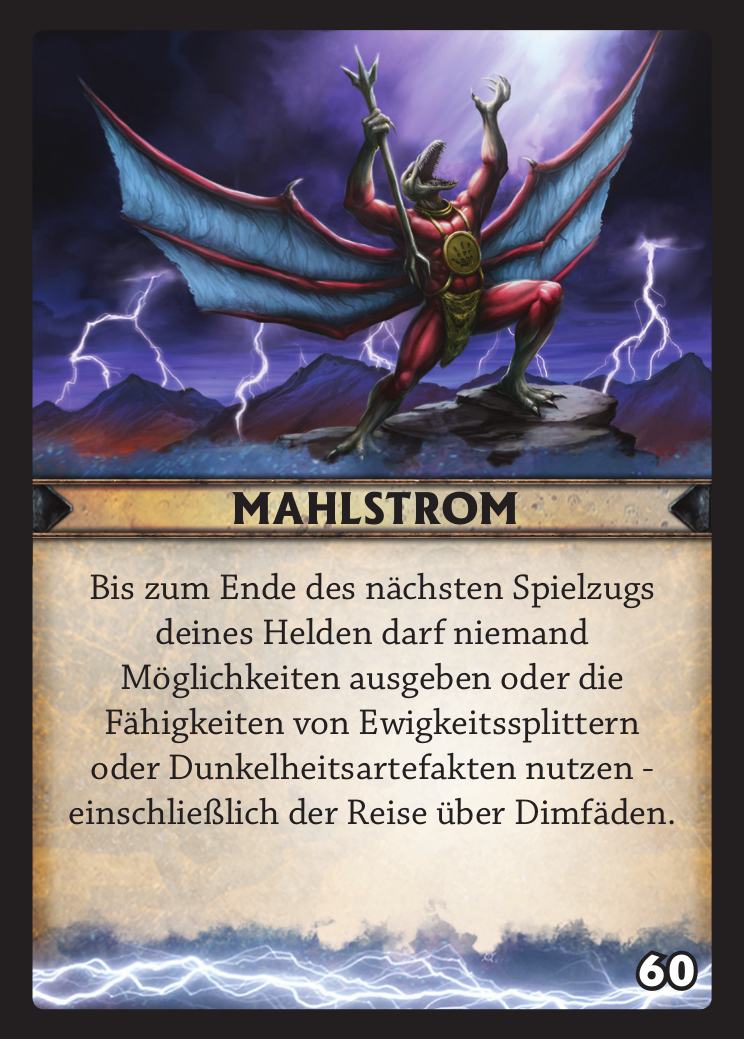 MAHLSTROM
Bis zum Ende des nächsten Spielzugs
deines Helden darf niemand
Möglichkeiten ausgeben oder die
Fähigkeiten von Ewigkeitssplittern
oder Dunkelheitsartefakten nutzen -
einschließlich der Reise über Dimfäden.
60